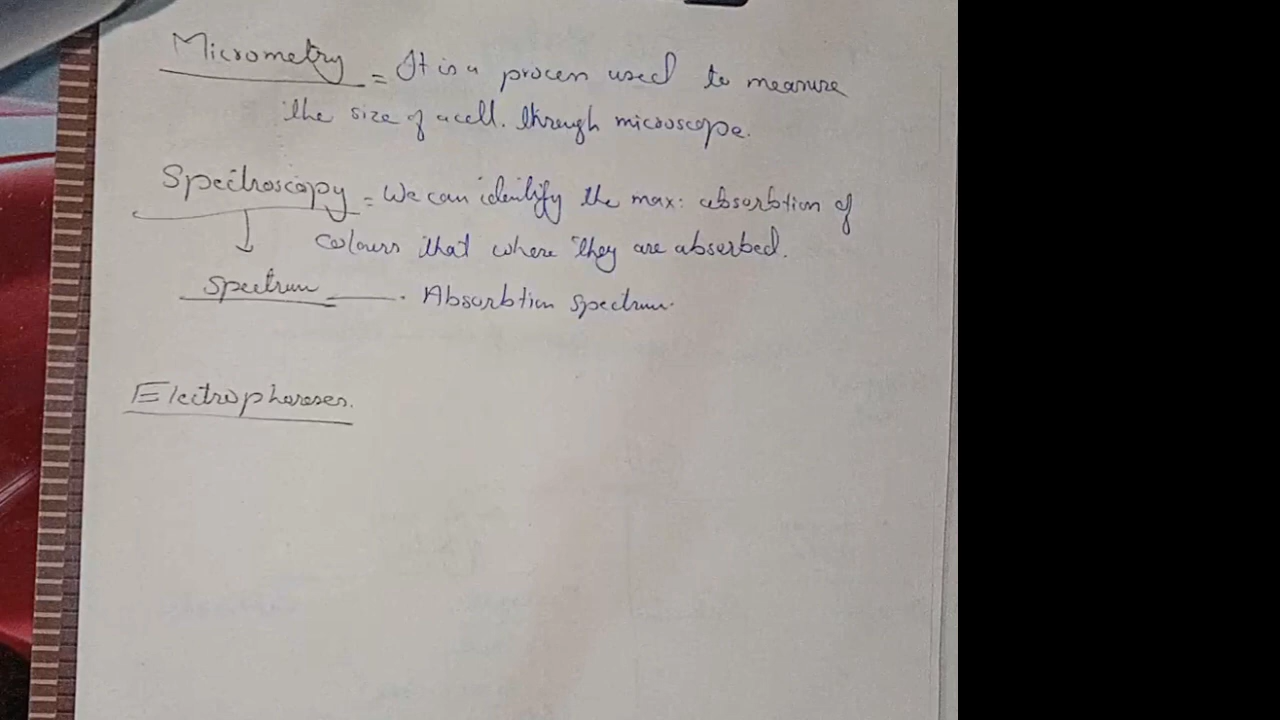 Micrometry = It is a process used to measure
the size of a cell. through microscope.
Spectroscopy = We can identify the max: absorbtion of
colours that where they are absorbed.
Spectrum —— . Absorbtion spectrum.
Electrophoreses.